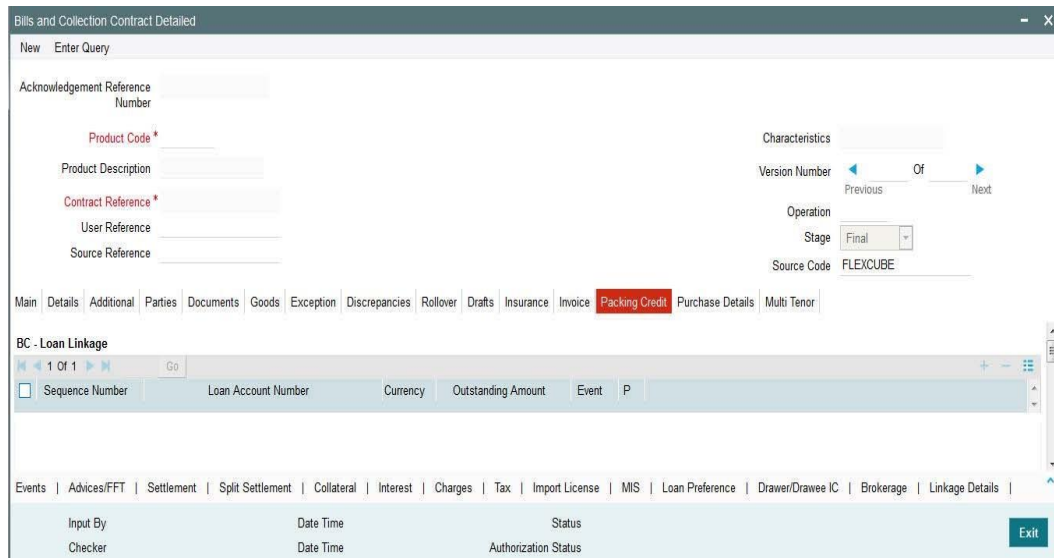 Bills and Collection Contract Detailed
New Enter Query
Acknowledgement Reference
Number
Product Code *
Characteristics
Product Description
Version Number Of
Previous Next
Contract Reference *
Operation
User Reference
Stage Final
Source Reference
Source Code FLEXCUBE
Main Details Additional Parties Documents Goods Exception Discrepancies Rollover Drafts Insurance Invoice Packing Credit Purchase Details Multi Tenor
BC - Loan Linkage
1 Of 1 Go
Sequence Number Loan Account Number Currency Outstanding Amount Event P
Events | Advices/FFT | Settlement | Split Settlement | Collateral | Interest | Charges | Tax | Import License | MIS | Loan Preference | Drawer/Drawee IC | Brokerage | Linkage Details |
Input By Date Time Status
Exit
Checker Date Time Authorization Status